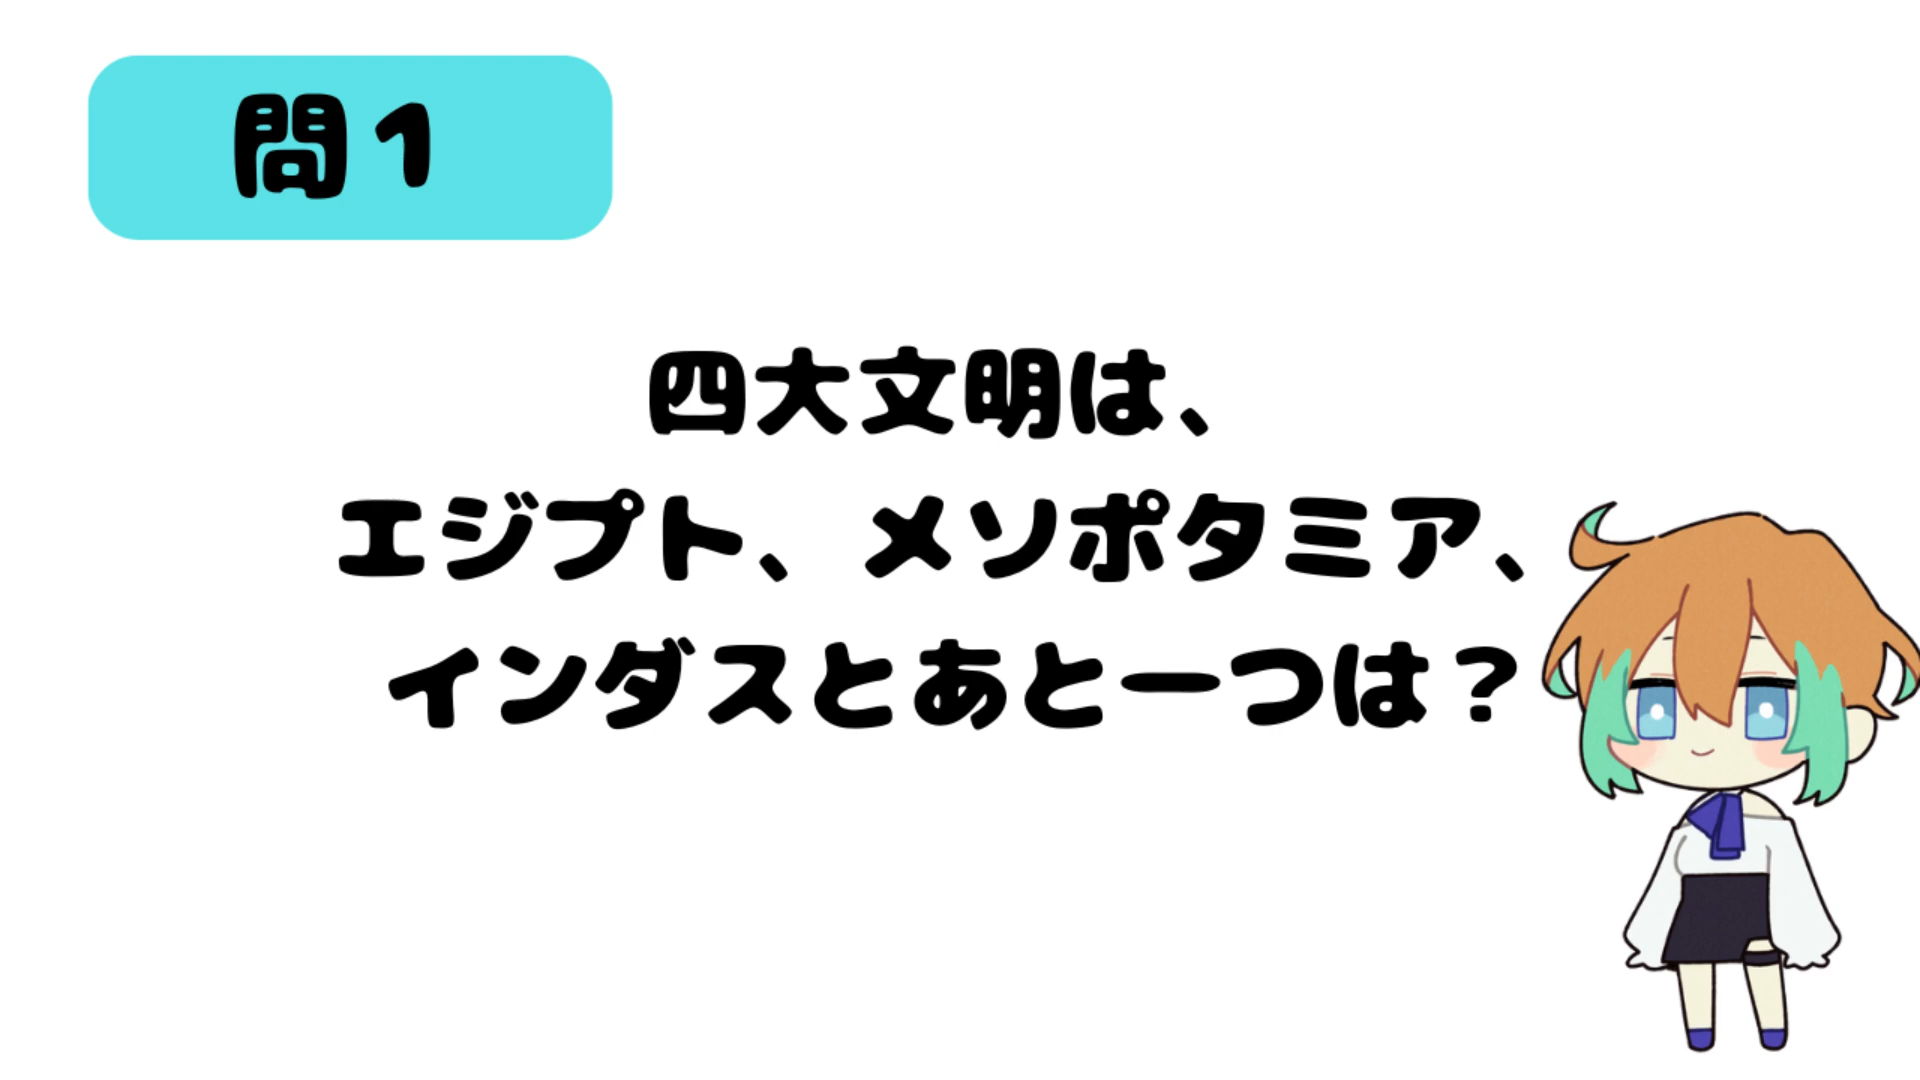 問1
四大文明は、
エジプト、メソポタミア、
インダスとあと一つは？